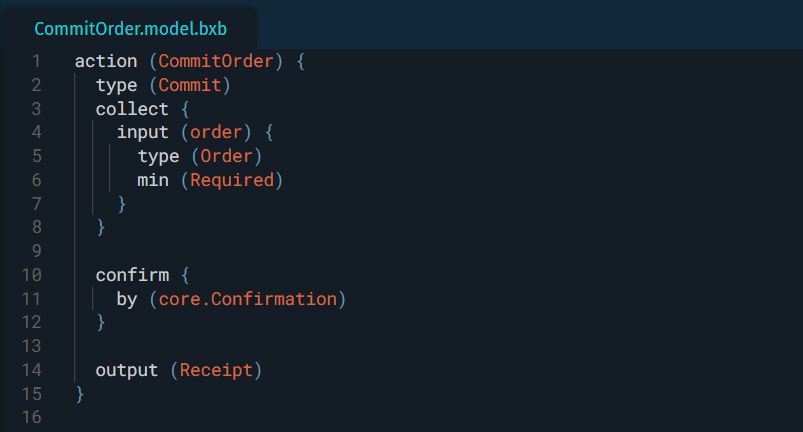 CommitOrder.model.bxb
1 action (CommitOrder) {
2   type (Commit)
3   collect {
4     input (order) {
5       type (Order)
6       min (Required)
7     }
8   }
9
10   confirm {
11     by (core.Confirmation)
12   }
13
14   output (Receipt)
15 }
16